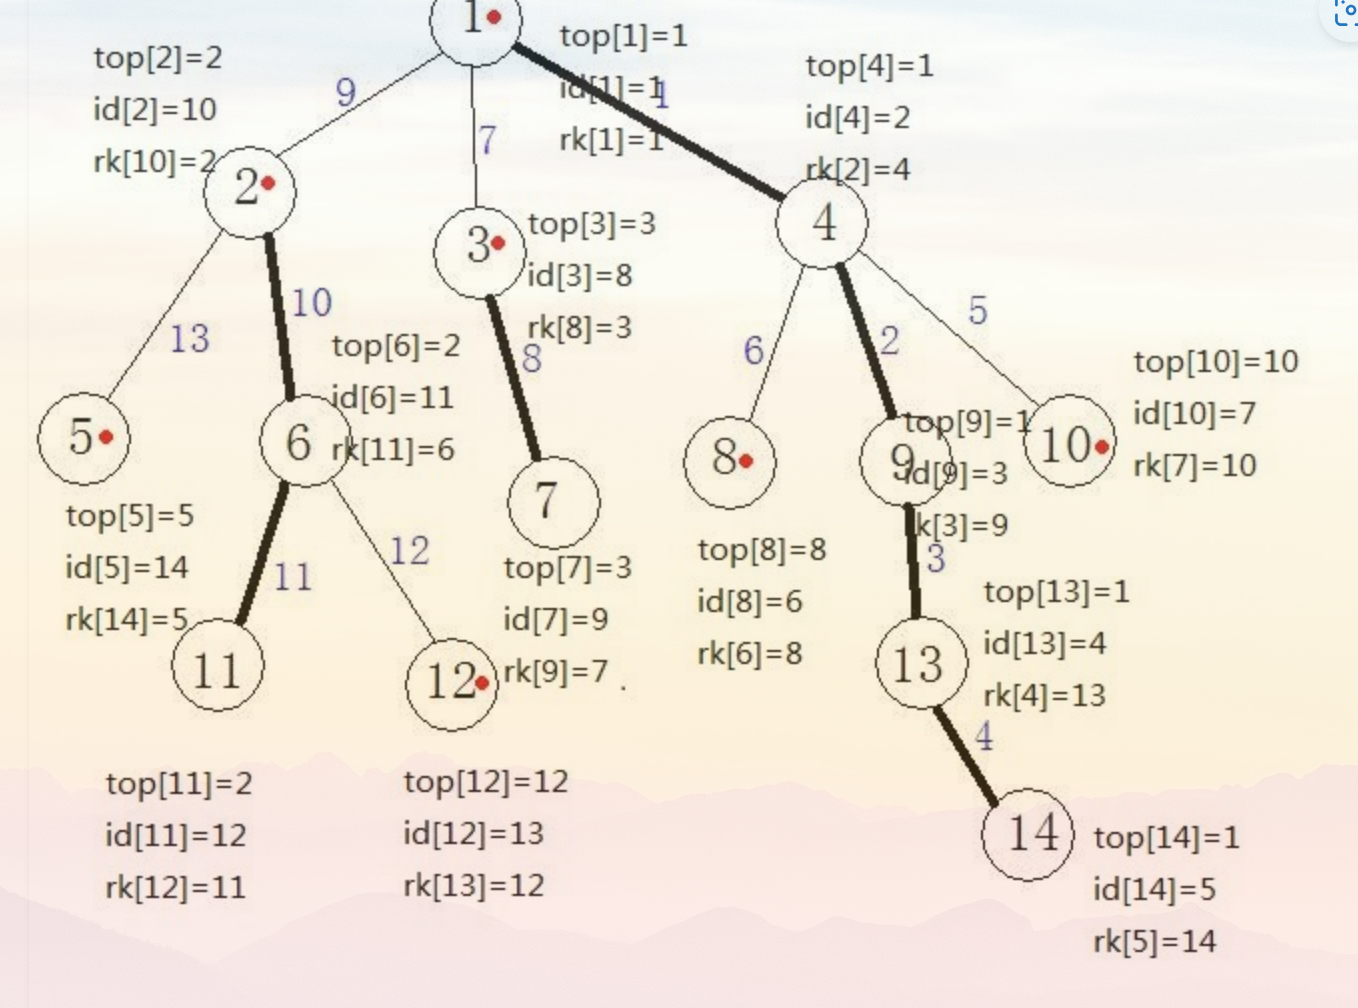 1
top[1]=1
id[1]=1
rk[1]=1
1
top[2]=2
id[2]=10
rk[10]=2
9
7
top[4]=1
id[4]=2
rk[2]=4
2
4
3
top[3]=3
id[3]=8
rk[8]=3
13
10
8
6
2
5
top[6]=2
id[6]=11
rk[11]=6
top[10]=10
id[10]=7
rk[7]=10
5
6
7
8
9
top[9]=1
id[9]=3
k[3]=9
10
top[5]=5
id[5]=14
rk[14]=5
11
12
top[7]=3
id[7]=9
rk[9]=7
top[8]=8
id[8]=6
rk[6]=8
3
top[13]=1
id[13]=4
rk[4]=13
11
12
13
4
top[11]=2
id[11]=12
rk[12]=11
top[12]=12
id[12]=13
rk[13]=12
14
top[14]=1
id[14]=5
rk[5]=14